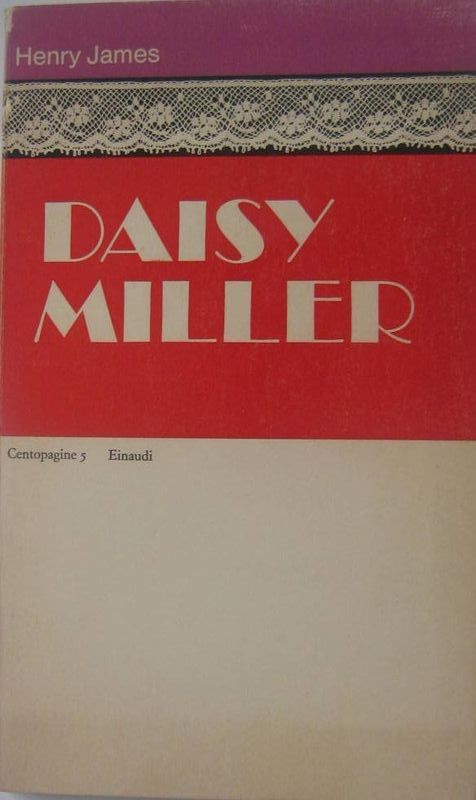 Henry James
DAISY
MILLER
Centopagine 5 Einaudi